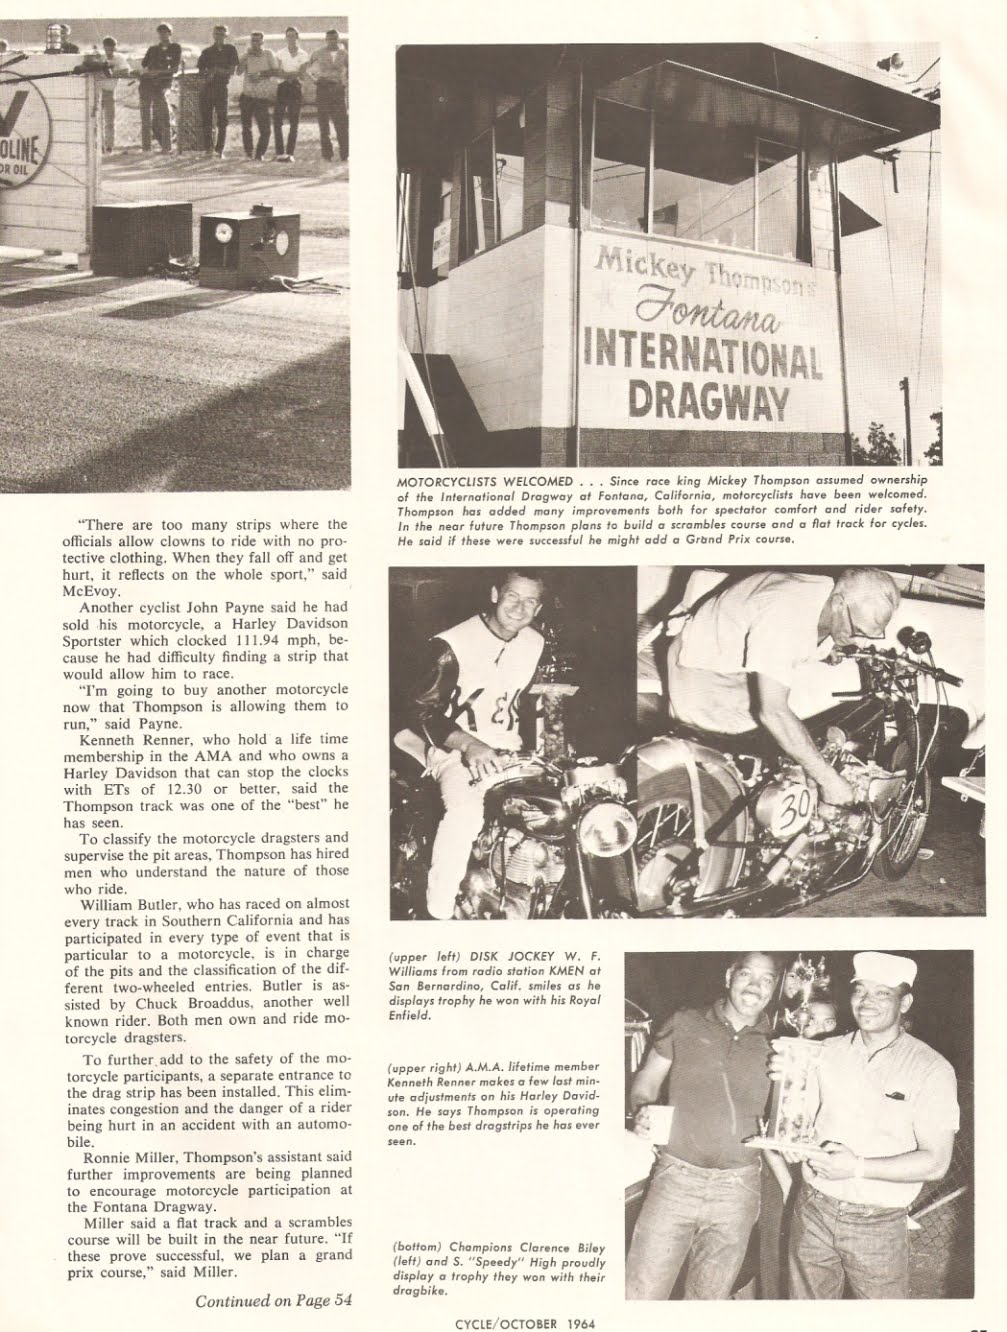 V
OLINE
OR OIL
Mickey Thompson's
Fontana
INTERNATIONAL
DRAGWAY
MOTORCYCLISTS WELCOMED . . . Since race king Mickey Thompson assumed ownership
of the International Dragway at Fontana, California, motorcyclists have been welcomed.
Thompson has added many improvements both for spectator comfort and rider safety.
In the near future Thompson plans to build a scrambles course and a flat track for cycles.
He said if these were successful he might add a Grand Prix course.
"There are too many strips where the
officials allow clowns to ride with no pro-
tective clothing. When they fall off and get
hurt, it reflects on the whole sport," said
McEvoy.
Another cyclist John Payne said he had
sold his motorcycle, a Harley Davidson
Sportster which clocked 111.94 mph, be-
cause he had difficulty finding a strip that
would allow him to race.
"I'm going to buy another motorcycle
now that Thompson is allowing them to
run," said Payne.
Kenneth Renner, who hold a life time
membership in the AMA and who owns a
Harley Davidson that can stop the clocks
with ETs of 12.30 or better, said the
Thompson track was one of the "best" he
has seen.
To classify the motorcycle dragsters and
supervise the pit areas, Thompson has hired
men who understand the nature of those
who ride.
William Butler, who has raced on almost
every track in Southern California and has
participated in every type of event that is
particular to a motorcycle, is in charge
of the pits and the classification of the dif-
ferent two-wheeled entries. Butler is as-
sisted by Chuck Broaddus, another well
known rider. Both men own and ride mo-
torcycle dragsters.
To further add to the safety of the mo-
torcycle participants, a separate entrance to
the drag strip has been installed. This elim-
inates congestion and the danger of a rider
being hurt in an accident with an automo-
bile.
Ronnie Miller, Thompson's assistant said
further improvements are being planned
to encourage motorcycle participation at
the Fontana Dragway.
Miller said a flat track and a scrambles
course will be built in the near future. "If
these prove successful, we plan a grand
prix course," said Miller.
Continued on Page 54
30
(upper left) DISK JOCKEY W. F.
Williams from radio station KMEN at
San Bernardino, Calif. smiles as he
displays trophy he won with his Royal
Enfield.
(upper right) A.M.A. lifetime member
Kenneth Renner makes a few last min-
ute adjustments on his Harley David-
son. He says Thompson is operating
one of the best dragstrips he has ever
seen.
(bottom) Champions Clarence Biley
(left) and S. "Speedy" High proudly
display a trophy they won with their
dragbike.
CYCLE/OCTOBER 1964